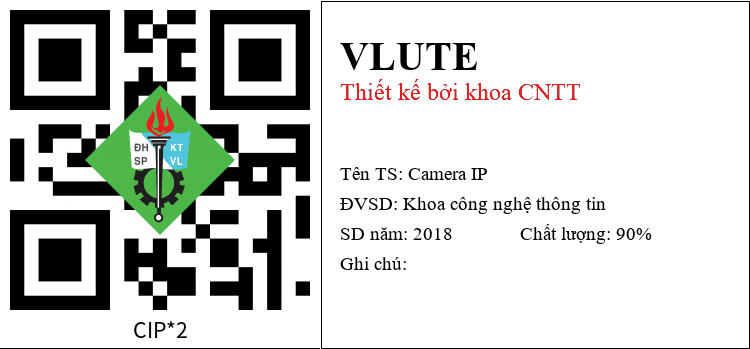 ĐH KT
SP VL
CIP*2
VLUTE
Thiết kế bởi khoa CNTT
Tên TS: Camera IP
ĐVSD: Khoa công nghệ thông tin
SD năm: 2018 Chất lượng: 90%
Ghi chú: